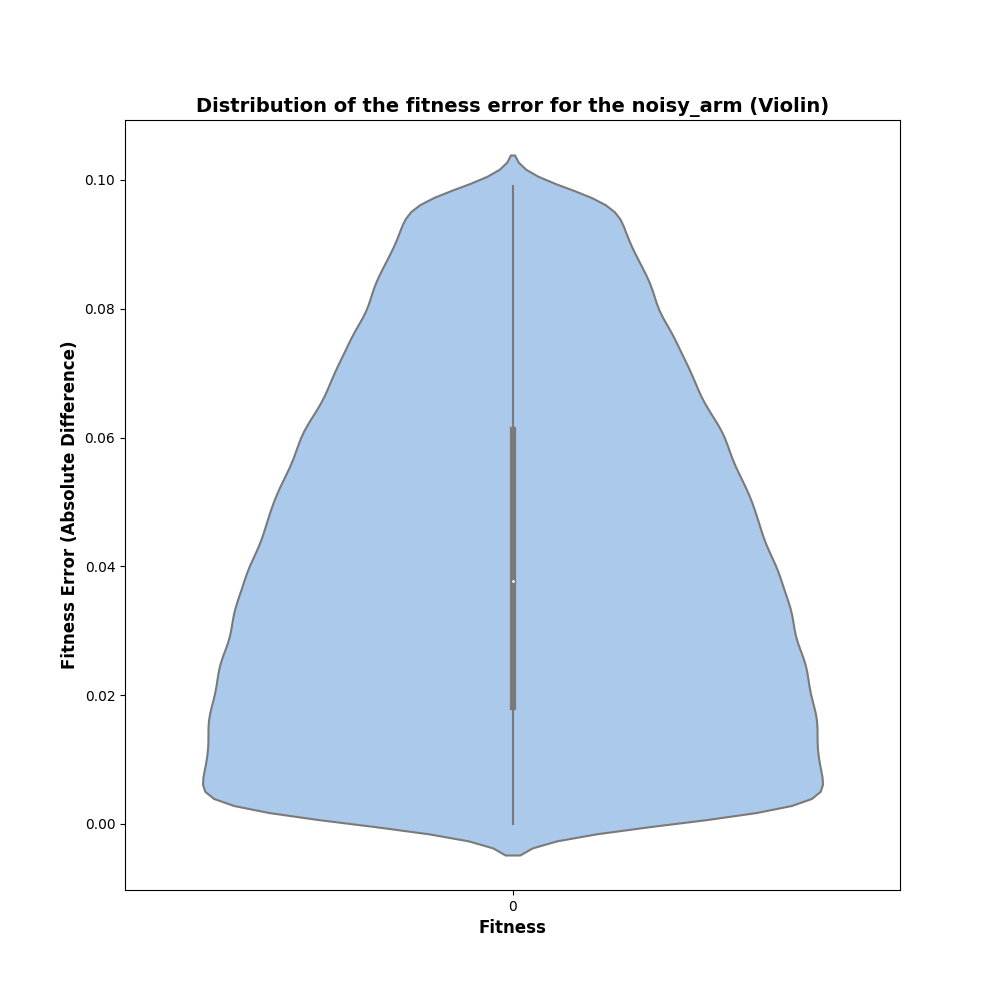 Distribution of the fitness error for the noisy_arm (Violin)
0.10
0.08
0.06
0.04
0.02
0.00
Fitness Error (Absolute Difference)
0
Fitness